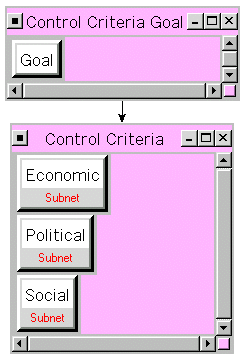 Control Criteria Goal
Goal
Control Criteria
Economic
Subnet
Political
Subnet
Social
Subnet